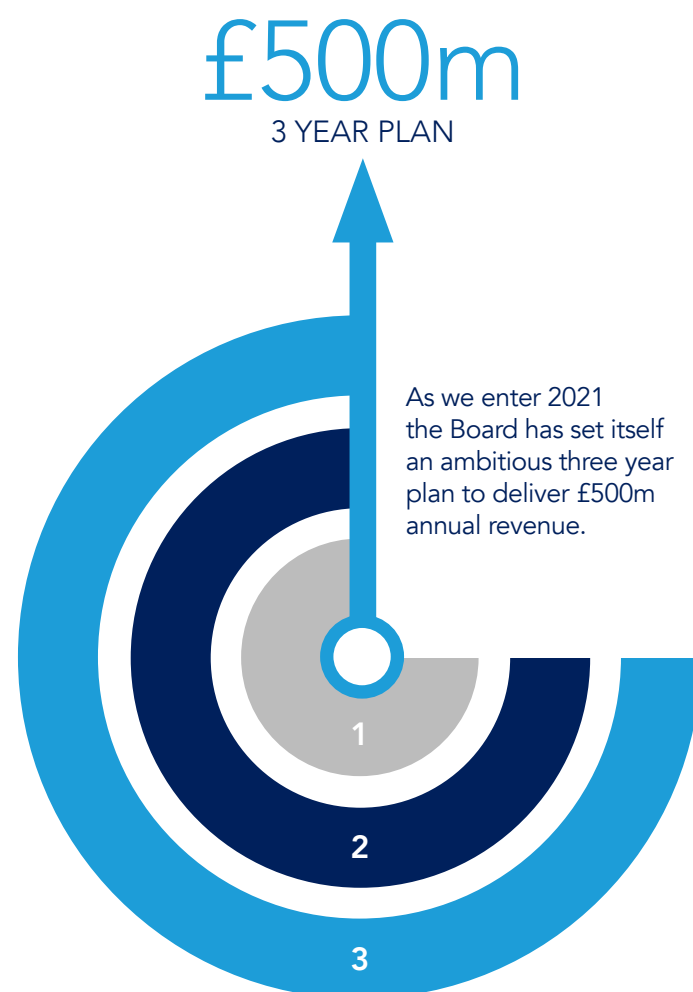 £500m
3 YEAR PLAN
As we enter 2021
the Board has set itself
an ambitious three year
plan to deliver £500m
annual revenue.
1
2
3